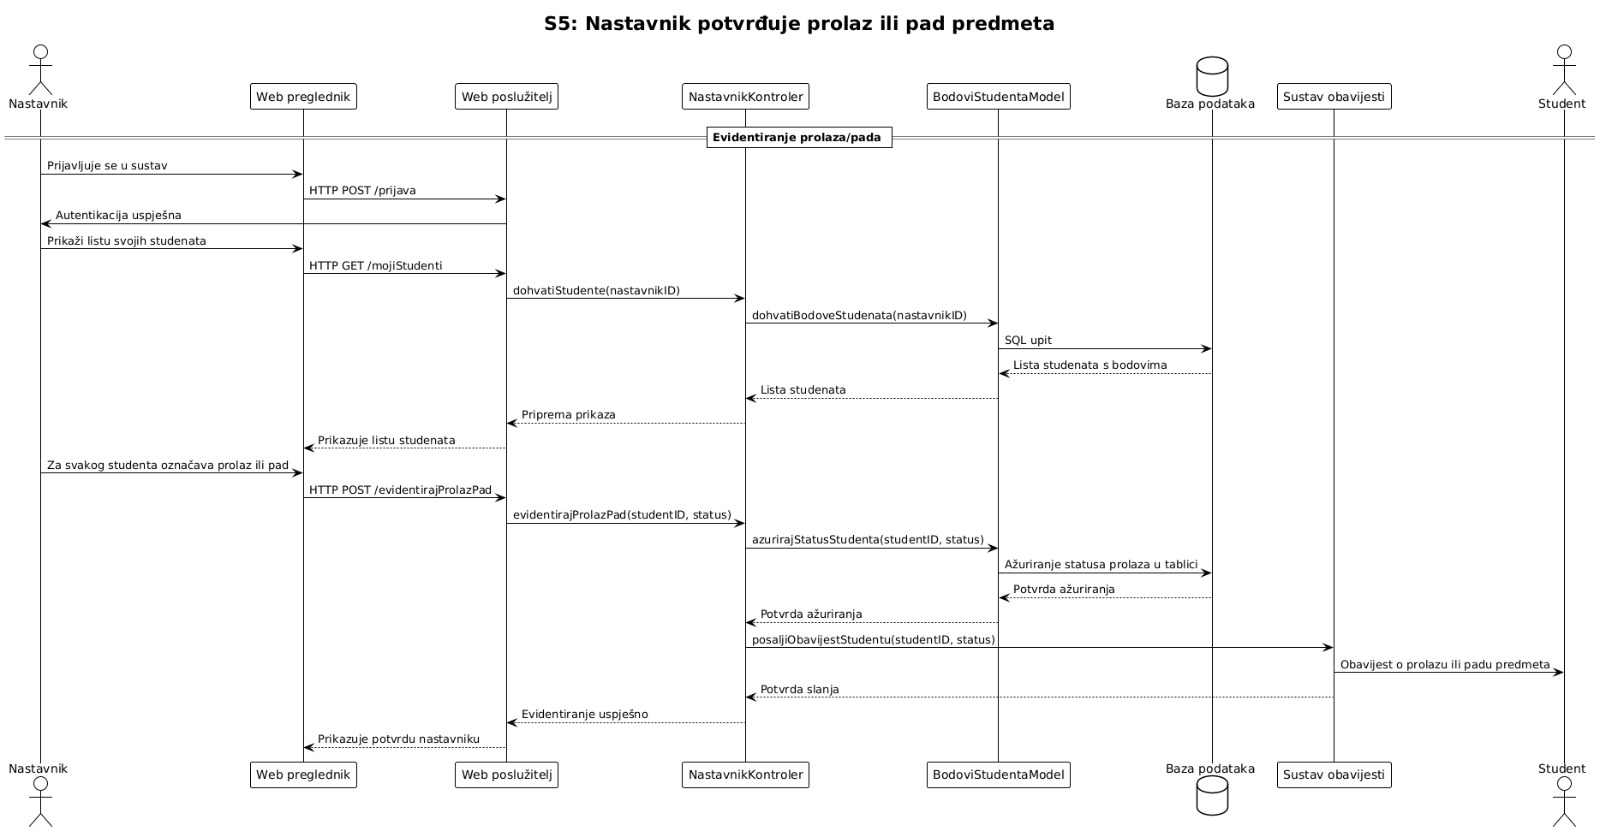 S5: Nastavnik potvrđuje prolaz ili pad predmeta
Nastavnik
Web preglednik
Web poslužitelj
NastavnikKontroler
BodoviStudentaModel
Baza podataka
Sustav obavijesti
Student
Evidentiranje prolaza/pada
Prijavljuje se u sustav
HTTP POST /prijava
Autentikacija uspješna
Prikaži listu svojih studenata
HTTP GET /mojiStudenti
dohvatiStudente(nastavnikID)
dohvatiBodoveStudenata(nastavnikID)
SQL upit
Lista studenata s bodovima
Lista studenata
Priprema prikaza
Prikazuje listu studenata
Za svakog studenta označava prolaz ili pad
HTTP POST /evidentirajProlazPad
evidentirajProlazPad(studentID, status)
azurirajStatusStudenta(studentID, status)
Ažuriranje statusa prolaza u tablici
Potvrda ažuriranja
Potvrda ažuriranja
posaljiObavijestStudentu(studentID, status)
Obavijest o prolazu ili padu predmeta
Potvrda slanja
Evidentiranje uspješno
Prikazuje potvrdu nastavniku
Nastavnik
Web preglednik
Web poslužitelj
NastavnikKontroler
BodoviStudentaModel
Baza podataka
Sustav obavijesti
Student